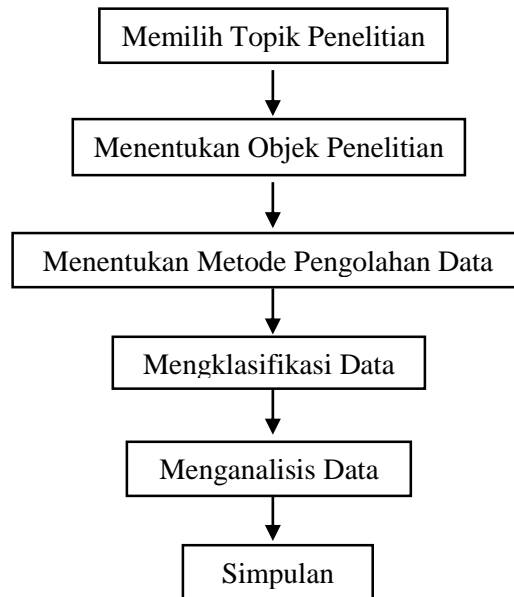 Memilih Topik Penelitian
Menentukan Objek Penelitian
Menentukan Metode Pengolahan Data
Mengklasifikasi Data
Menganalisis Data
Simpulan